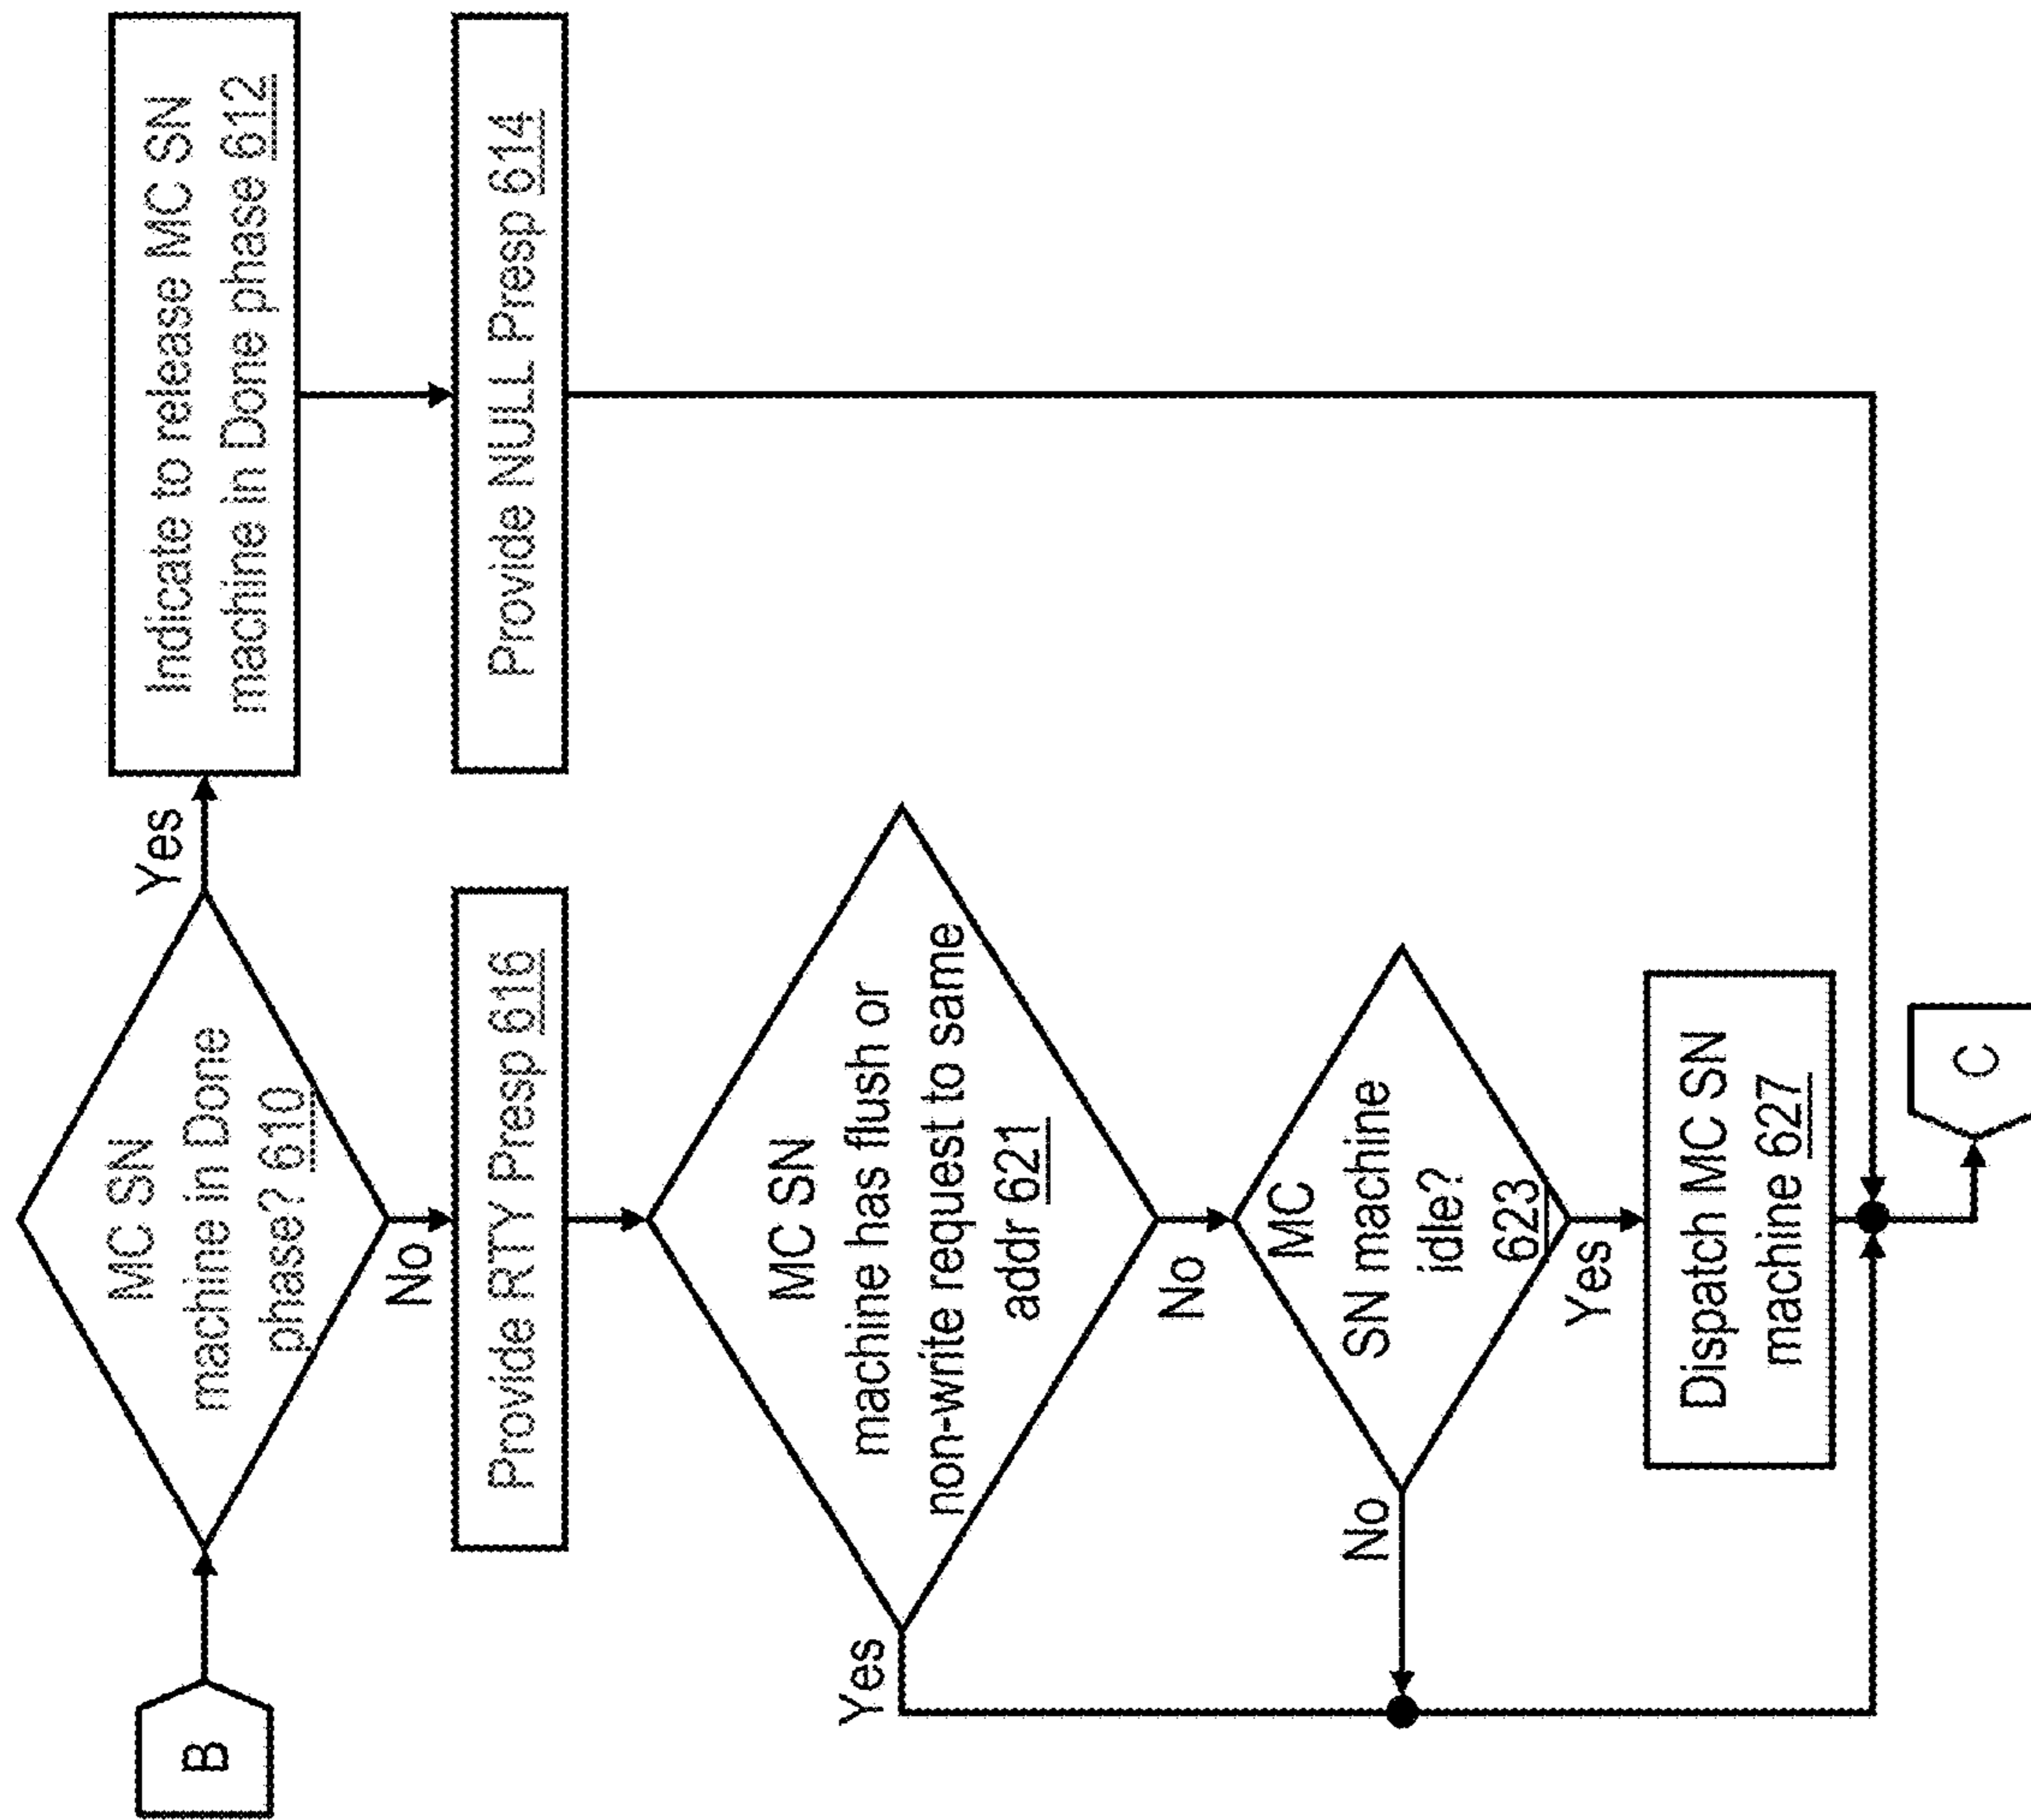 B
MC SN
machine in Done
phase? 610
Yes
Indicate to release MC SN
machine in Done phase 612
No
Provide RTY Presp 616
Provide NULL Presp 614
MC SN
machine has flush or
non-write request to same
addr 621
Yes
No
MC
SN machine
idle?
623
No
Yes
Dispatch MC SN
machine 627
C